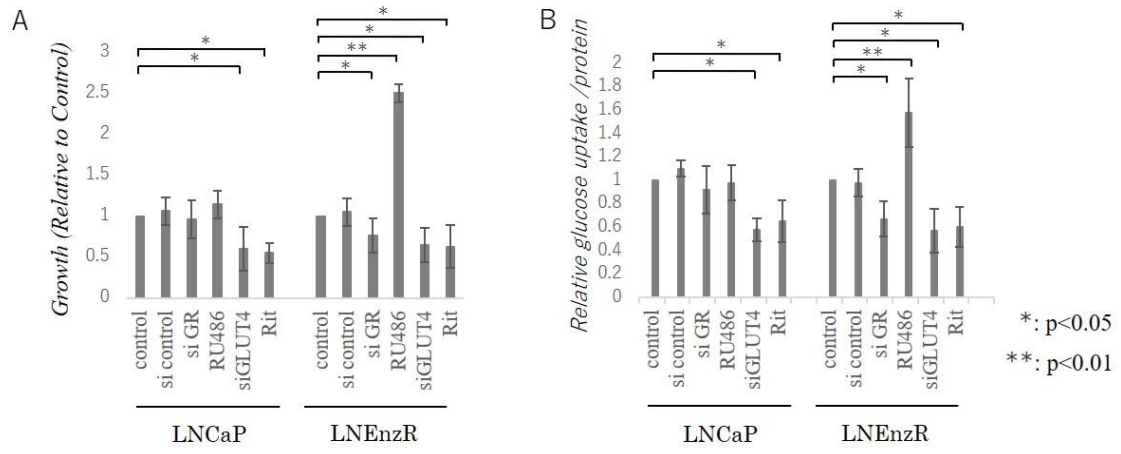 A
Growth (Relative to Control)
3
2.5
2
1.5
1
0.5
0
*
*
*
*
**
*
control
si control
si GR
RU486
siGLUT4
Rit
control
si control
si GR
RU486
siGLUT4
Rit
LNCaP
LNEnzR
B
Relative glucose uptake /protein
2
1.8
1.6
1.4
1.2
1
0.8
0.6
0.4
0.2
0
*
*
*
*
**
*
control
si control
si GR
RU486
siGLUT4
Rit
control
si control
si GR
RU486
siGLUT4
Rit
LNCaP
LNEnzR
*: p<0.05
**: p<0.01